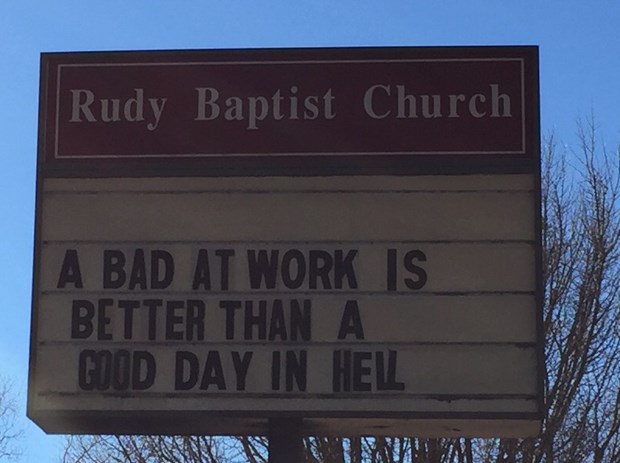 Rudy Baptist Church
A BAD AT WORK IS
BETTER THAN A
GOOD DAY IN HELL